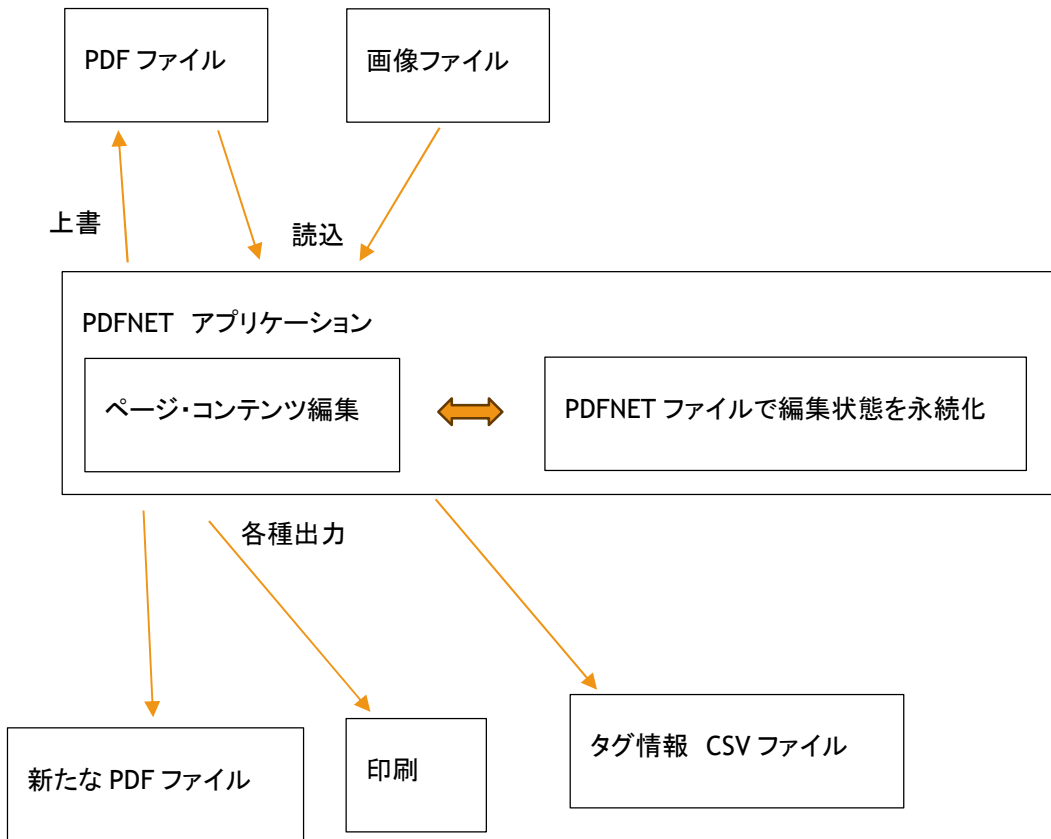 PDF ファイル
画像ファイル
上書
読込
PDFNET アプリケーション
ページ・コンテンツ編集
PDFNET ファイルで編集状態を永続化
各種出力
新たな PDF ファイル
印刷
タグ情報 CSV ファイル